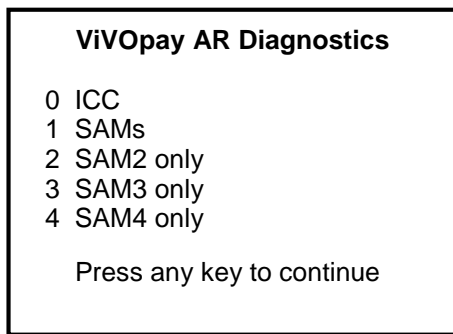 ViVOpay AR Diagnostics
0 ICC
1 SAMs
2 SAM2 only
3 SAM3 only
4 SAM4 only
Press any key to continue